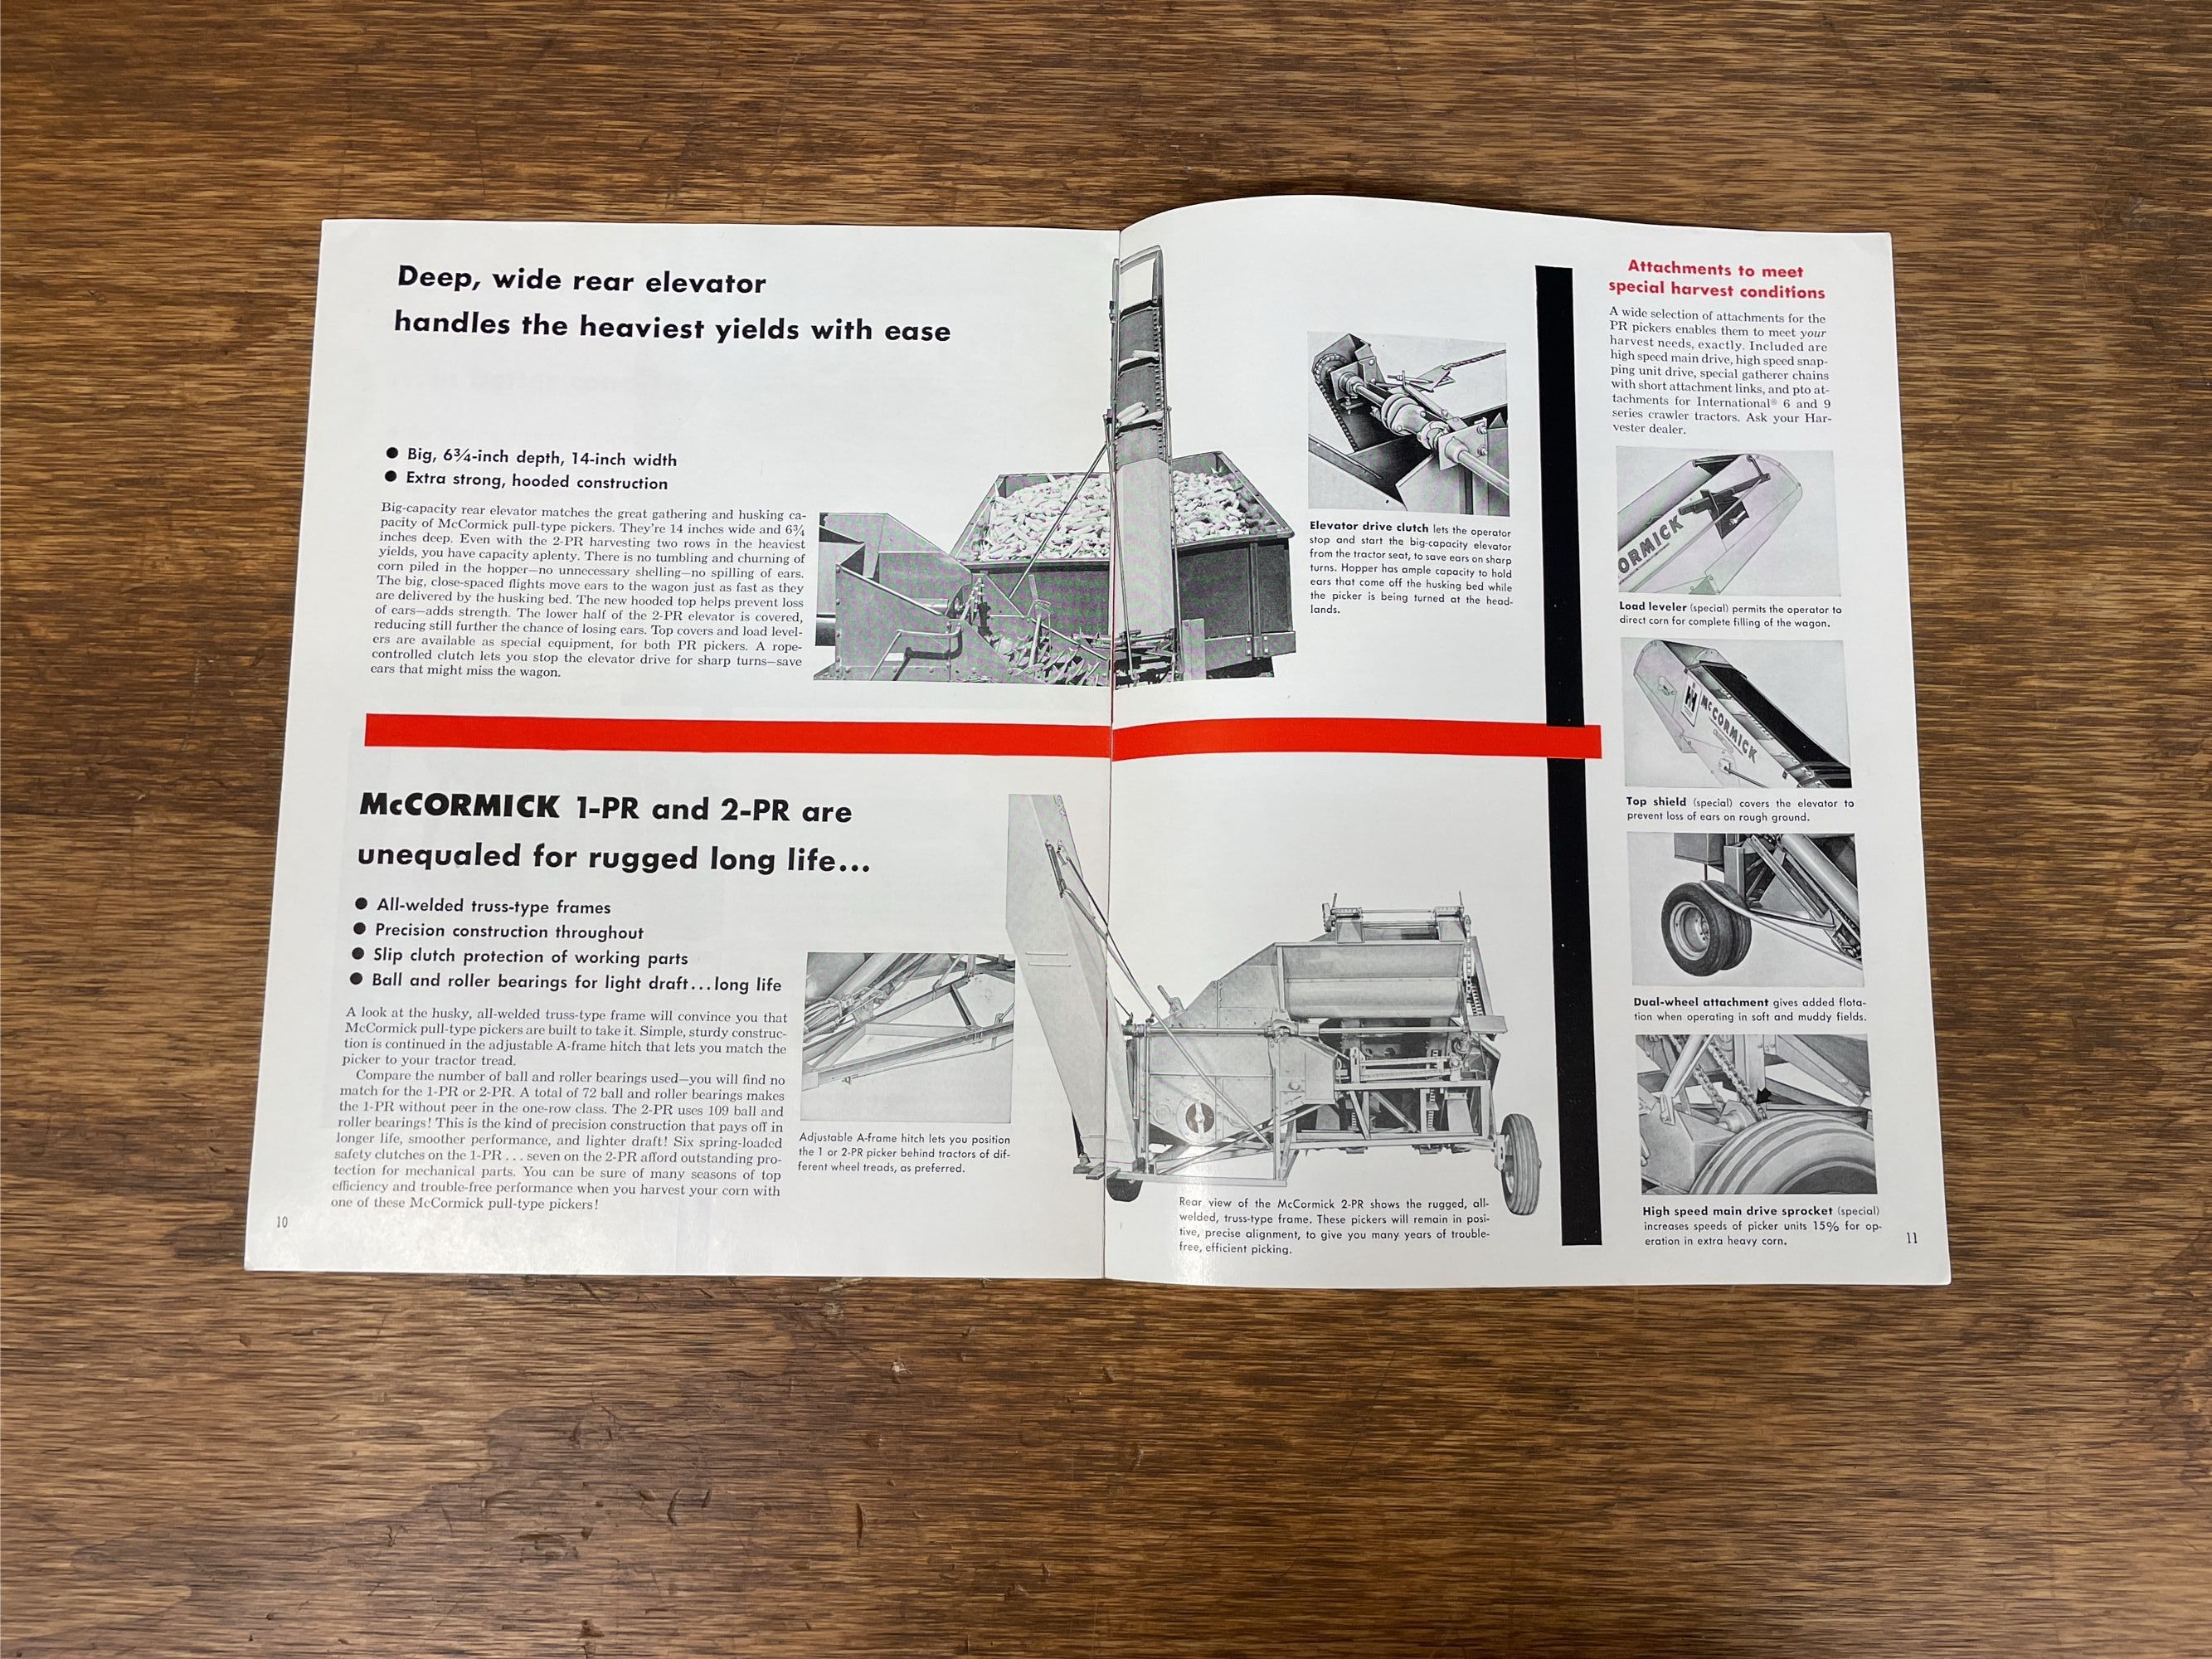 Deep, wide rear elevator
handles the heaviest yields with ease
● Big, 6¾-inch depth, 14-inch width
● Extra strong, hooded construction
Big-capacity rear elevator matches the great gathering and husking ca-
pacity of McCormick pull-type pickers. They're 14 inches wide and 6¾
inches deep. Even with the 2-PR harvesting two rows in the heaviest
yields, you have capacity aplenty. There is no tumbling and churning of
corn piled in the hopper—no unnecessary shelling—no spilling of ears.
The big, close-spaced flights move ears to the wagon just as fast as they
are delivered by the husking bed. The new hooded top helps prevent loss
of ears—adds strength. The lower half of the 2-PR elevator is covered,
reducing still further the chance of losing ears. Top covers and load level-
ers are available as special equipment, for both PR pickers. A rope-
controlled clutch lets you stop the elevator drive for sharp turns—save
ears that might miss the wagon.
McCORMICK 1-PR and 2-PR are
unequaled for rugged long life...
● All-welded truss-type frames
● Precision construction throughout
● Slip clutch protection of working parts
● Ball and roller bearings for light draft...long life
A look at the husky, all-welded truss-type frame will convince you that
McCormick pull-type pickers are built to take it. Simple, sturdy construc-
tion is continued in the adjustable A-frame hitch that lets you match the
picker to your tractor tread.
Compare the number of ball and roller bearings used—you will find no
match for the 1-PR or 2-PR. A total of 72 ball and roller bearings makes
the 1-PR without peer in the one-row class. The 2-PR uses 109 ball and
roller bearings! This is the kind of precision construction that pays off in
longer life, smoother performance, and lighter draft! Six spring-loaded
safety clutches on the 1-PR . . . seven on the 2-PR afford outstanding pro-
tection for mechanical parts. You can be sure of many seasons of top
efficiency and trouble-free performance when you harvest your corn with
one of these McCormick pull-type pickers!
10
Adjustable A-frame hitch lets you position
the 1 or 2-PR picker behind tractors of dif-
ferent wheel treads, as preferred.
Elevator drive clutch lets the operator
stop and start the big-capacity elevator
from the tractor seat, to save ears on sharp
turns. Hopper has ample capacity to hold
ears that come off the husking bed while
the picker is being turned at the head-
lands.
Rear view of the McCormick 2-PR shows the rugged, all-
welded, truss-type frame. These pickers will remain in posi-
tive, precise alignment, to give you many years of trouble-
free, efficient picking.
Attachments to meet
special harvest conditions
A wide selection of attachments for the
PR pickers enables them to meet your
harvest needs, exactly. Included are
high speed main drive, high speed snap-
ping unit drive, special gatherer chains
with short attachment links, and pto at-
tachments for International® 6 and 9
series crawler tractors. Ask your Har-
vester dealer.
ORMICK
Load leveler (special) permits the operator to
direct corn for complete filling of the wagon.
IH McCORMICK
Top shield (special) covers the elevator to
prevent loss of ears on rough ground.
Dual-wheel attachment gives added flota-
tion when operating in soft and muddy fields.
High speed main drive sprocket (special)
increases speeds of picker units 15% for op-
eration in extra heavy corn.
11